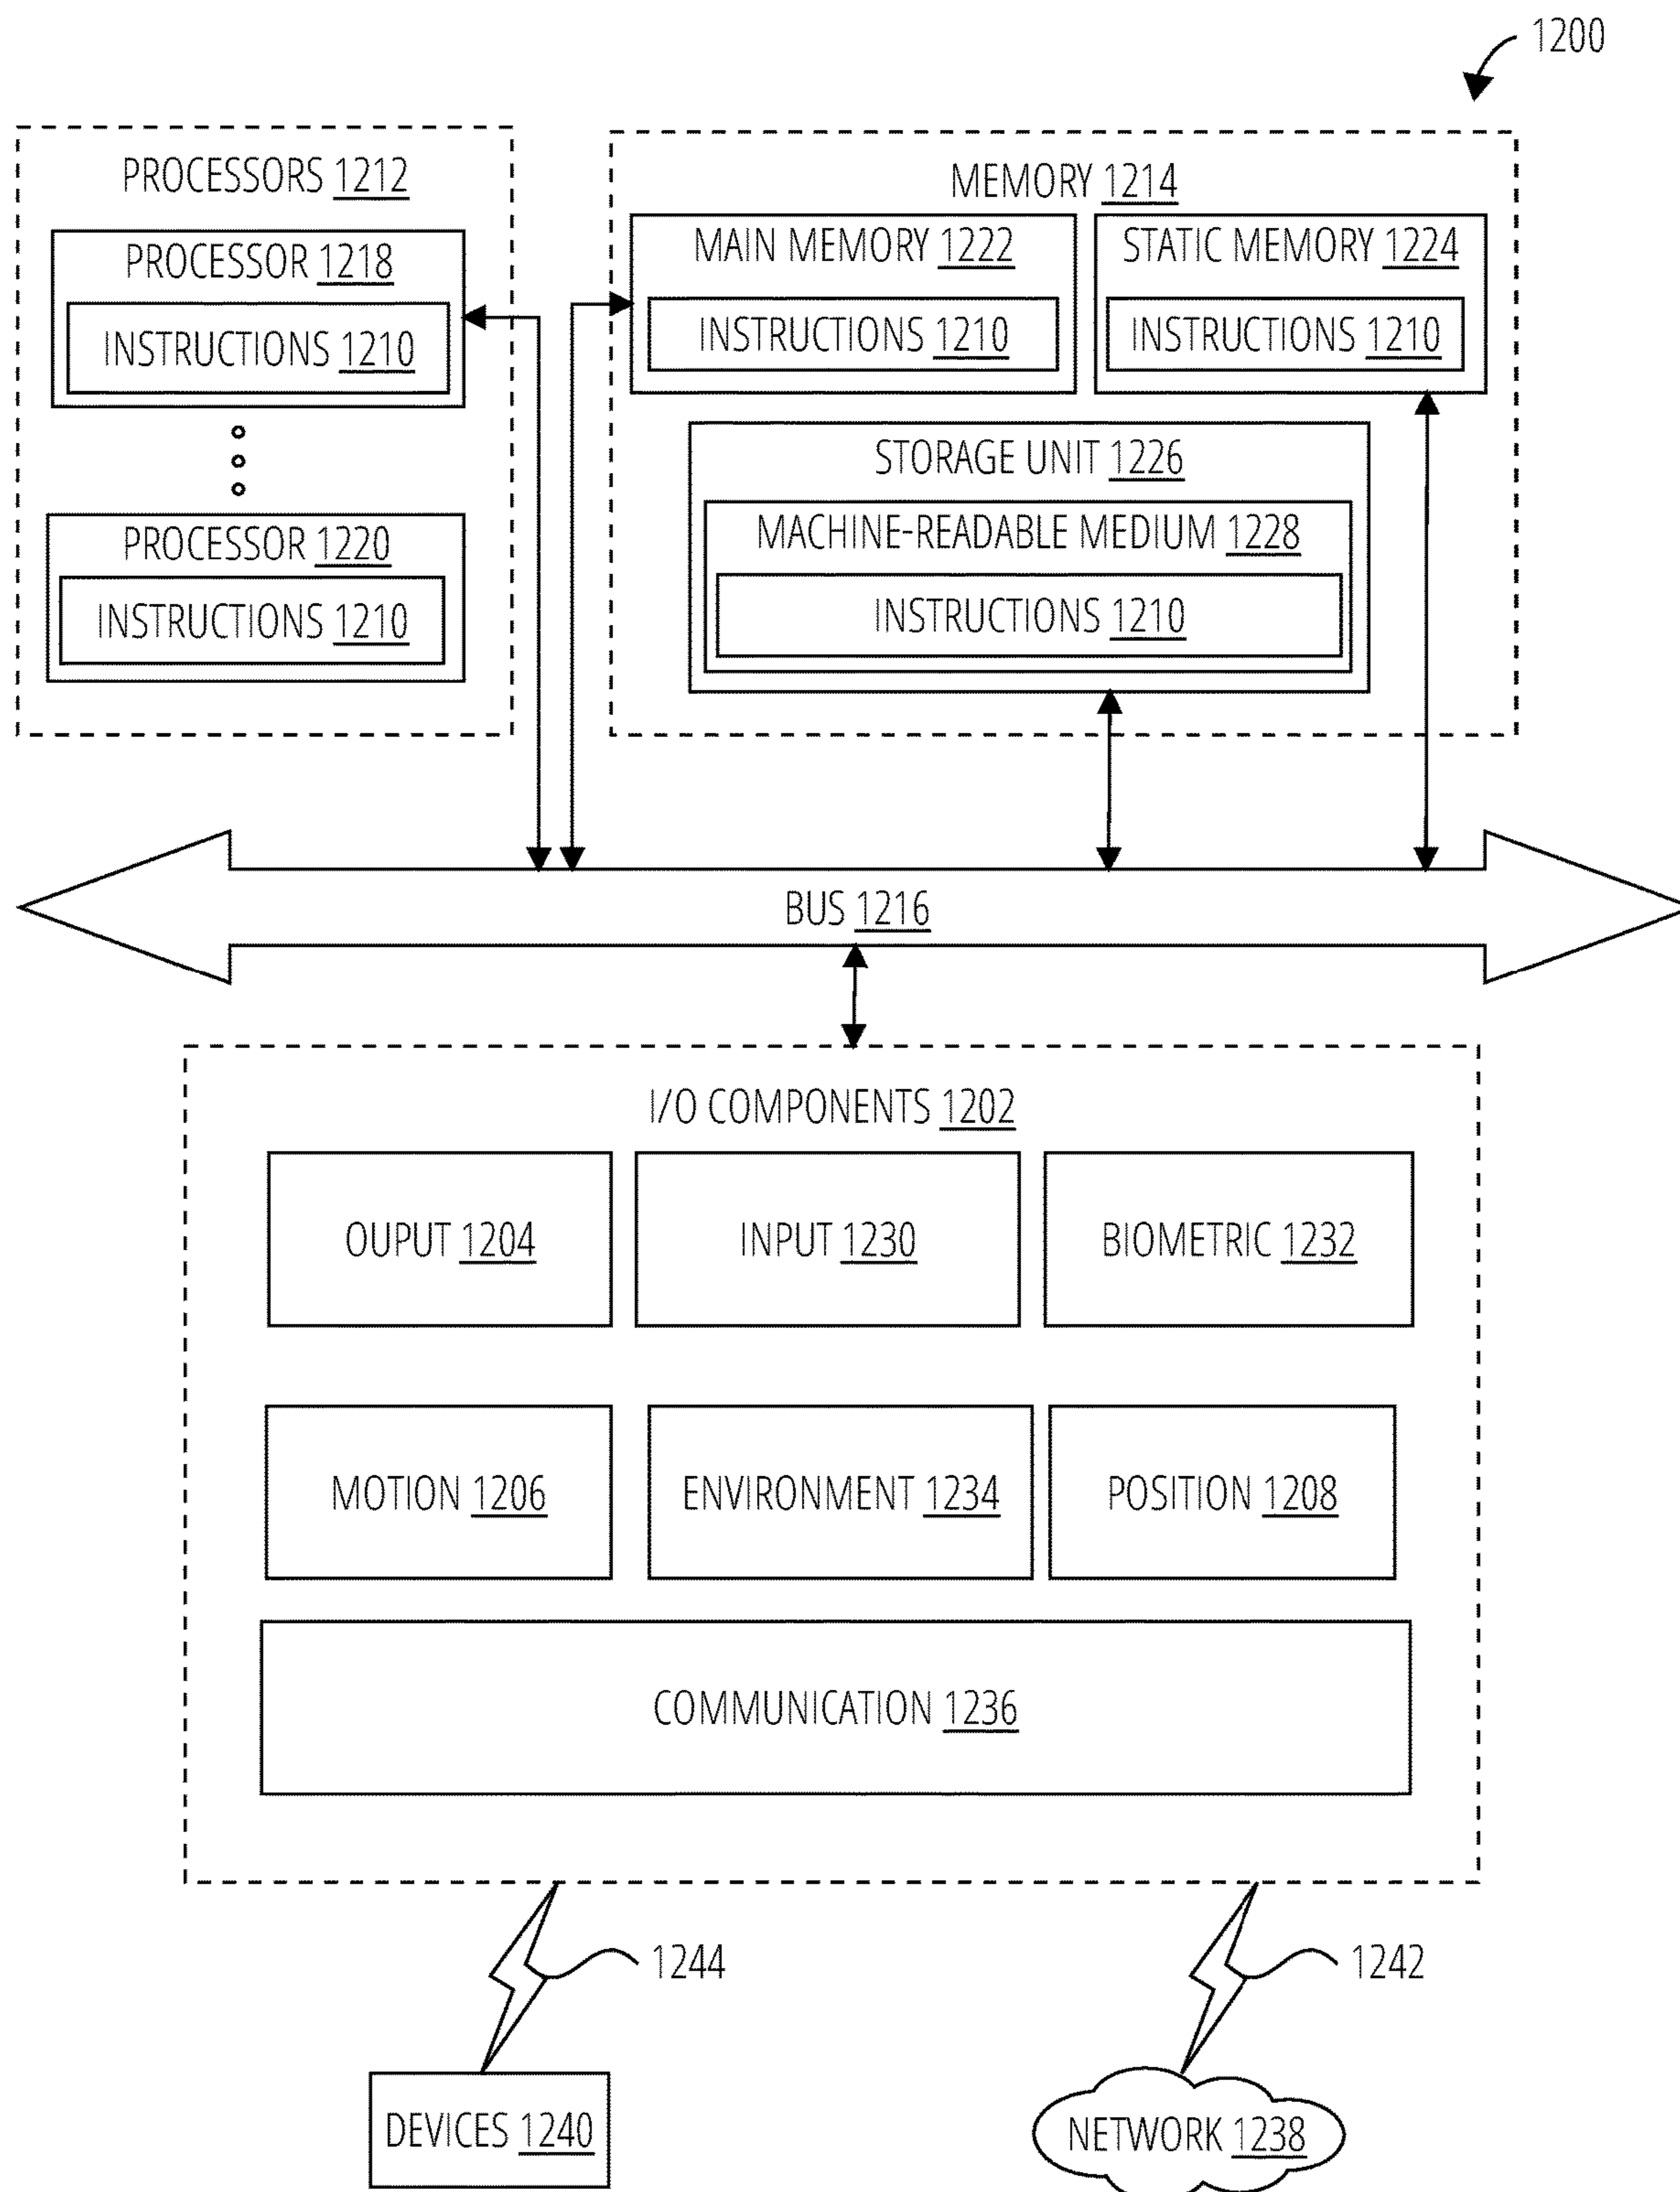 1200
PROCESSORS 1212
PROCESSOR 1218
INSTRUCTIONS 1210
PROCESSOR 1220
INSTRUCTIONS 1210
MEMORY 1214
MAIN MEMORY 1222
INSTRUCTIONS 1210
STATIC MEMORY 1224
INSTRUCTIONS 1210
STORAGE UNIT 1226
MACHINE-READABLE MEDIUM 1228
INSTRUCTIONS 1210
BUS 1216
I/O COMPONENTS 1202
OUPUT 1204
INPUT 1230
BIOMETRIC 1232
MOTION 1206
ENVIRONMENT 1234
POSITION 1208
COMMUNICATION 1236
1244
1242
DEVICES 1240
NETWORK 1238